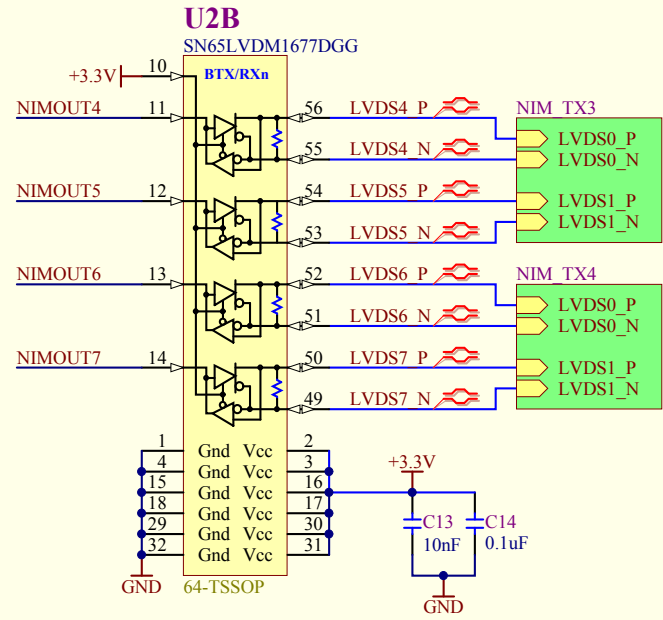 U2B
SN65LVDM1677DGG
+3.3V 10 BTX/RXn
NIMOUT4 11 56 LVDS4_P NIM_TX3
LVDS0_P
55 LVDS4_N LVDS0_N
NIMOUT5 12 54 LVDS5_P LVDS1_P
LVDS1_N
53 LVDS5_N
NIMOUT6 13 52 LVDS6_P NIM_TX4
LVDS0_P
51 LVDS6_N LVDS0_N
NIMOUT7 14 50 LVDS7_P LVDS1_P
LVDS1_N
49 LVDS7_N
1 Gnd Vcc 2
4 Gnd Vcc 3 +3.3V
15 Gnd Vcc 16
18 Gnd Vcc 17 C13 C14
29 Gnd Vcc 30 10nF 0.1uF
32 Gnd Vcc 31
GND 64-TSSOP
GND